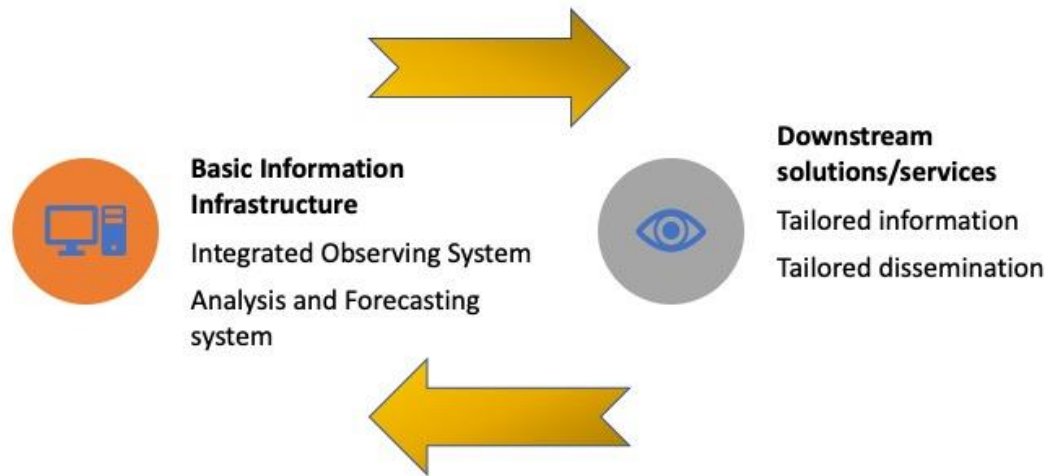 Basic Information
Infrastructure
Integrated Observing System
Analysis and Forecasting
system
Downstream
solutions/services
Tailored information
Tailored dissemination